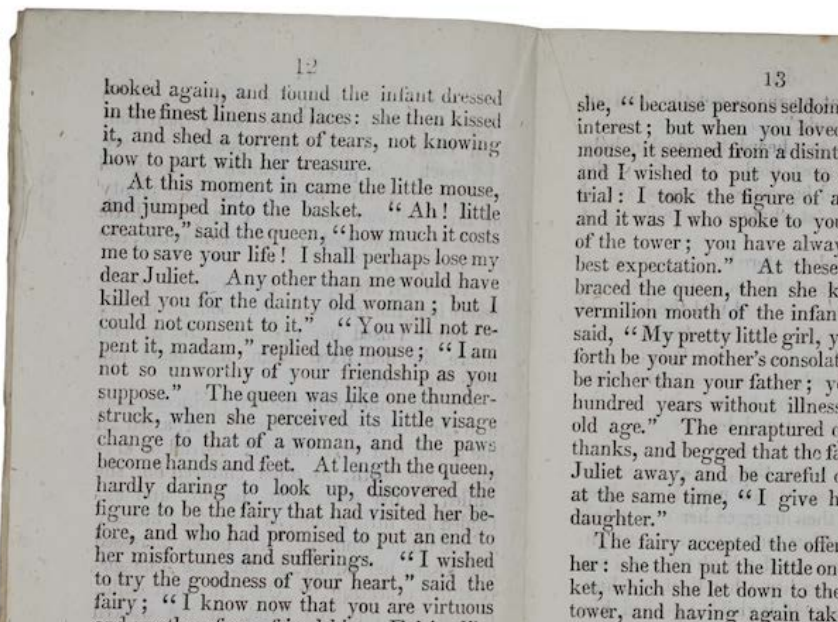 12
looked again, and found the infant dressed
in the finest linens and laces: she then kissed
it, and shed a torrent of tears, not knowing
how to part with her treasure.
At this moment in came the little mouse,
and jumped into the basket. “Ah! little
creature,” said the queen, “how much it costs
me to save your life! I shall perhaps lose my
dear Juliet. Any other than me would have
killed you for the dainty old woman; but I
could not consent to it.” “You will not re-
pent it, madam,” replied the mouse; “I am
not so unworthy of your friendship as you
suppose.” The queen was like one thunder-
struck, when she perceived its little visage
change to that of a woman, and the paws
become hands and feet. At length the queen,
hardly daring to look up, discovered the
figure to be the fairy that had visited her be-
fore, and who had promised to put an end to
her misfortunes and sufferings. “I wished
to try the goodness of your heart,” said the
fairy; “I know now that you are virtuous
13
she, “because persons seldom
interest; but when you loved
mouse, it seemed from a disint
and I wished to put you to
trial: I took the figure of a
and it was I who spoke to you
of the tower; you have alway
best expectation.” At these
braced the queen, then she k
vermilion mouth of the infan
said, “My pretty little girl, y
forth be your mother's consolat
be richer than your father; y
hundred years without illness
old age.” The enraptured q
thanks, and begged that the fa
Juliet away, and be careful o
at the same time, “I give h
daughter.”
The fairy accepted the offer
her: she then put the little on
ket, which she let down to the
tower, and having again tak